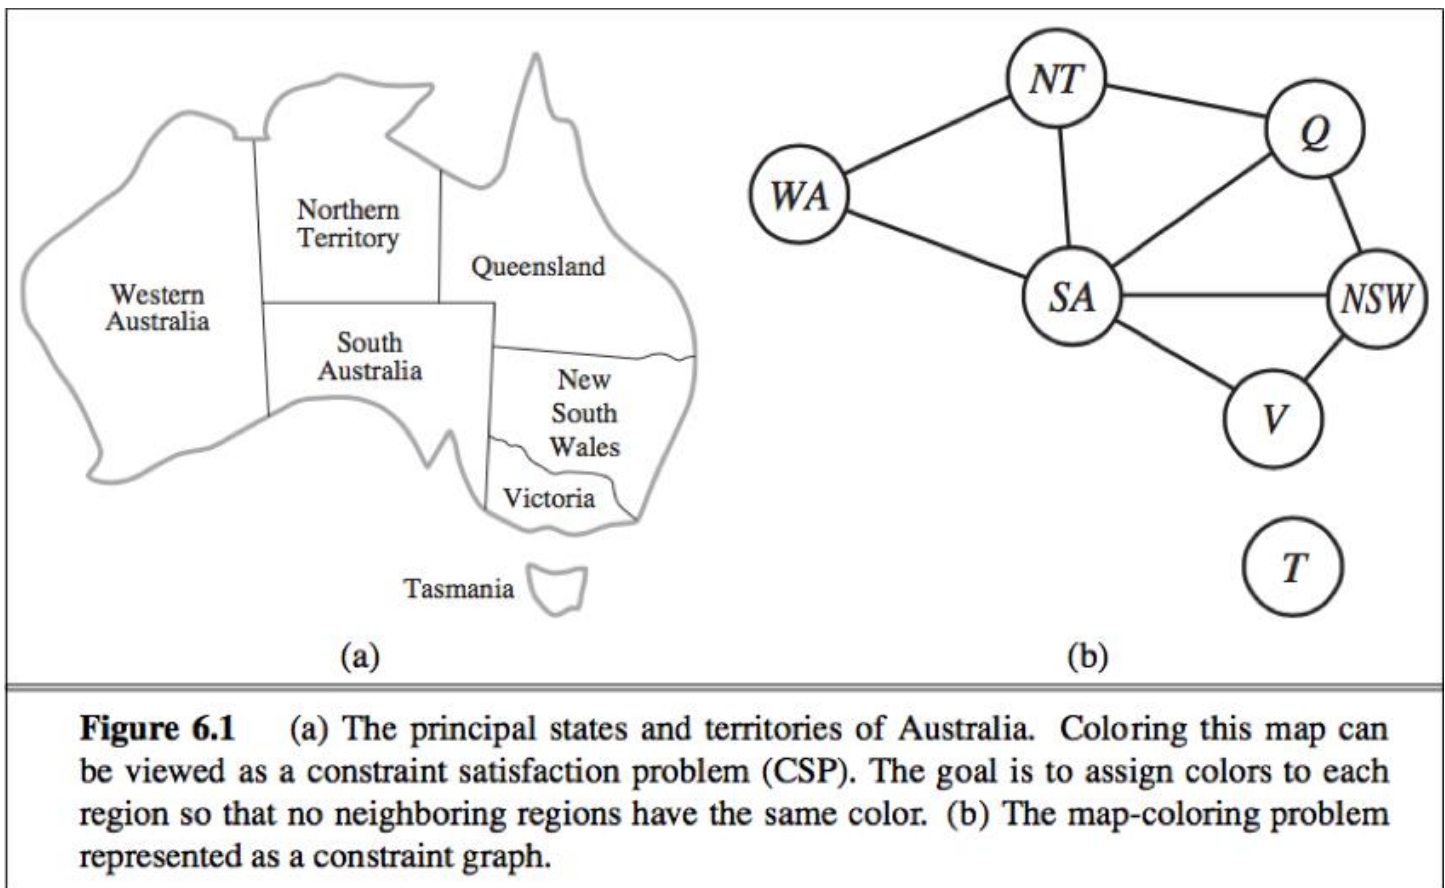 Northern
Territory
Western
Australia
Queensland
South
Australia
New
South
Wales
Victoria
Tasmania
(a)
NT
Q
WA
SA
NSW
V
T
(b)
Figure 6.1 (a) The principal states and territories of Australia. Coloring this map can
be viewed as a constraint satisfaction problem (CSP). The goal is to assign colors to each
region so that no neighboring regions have the same color. (b) The map-coloring problem
represented as a constraint graph.